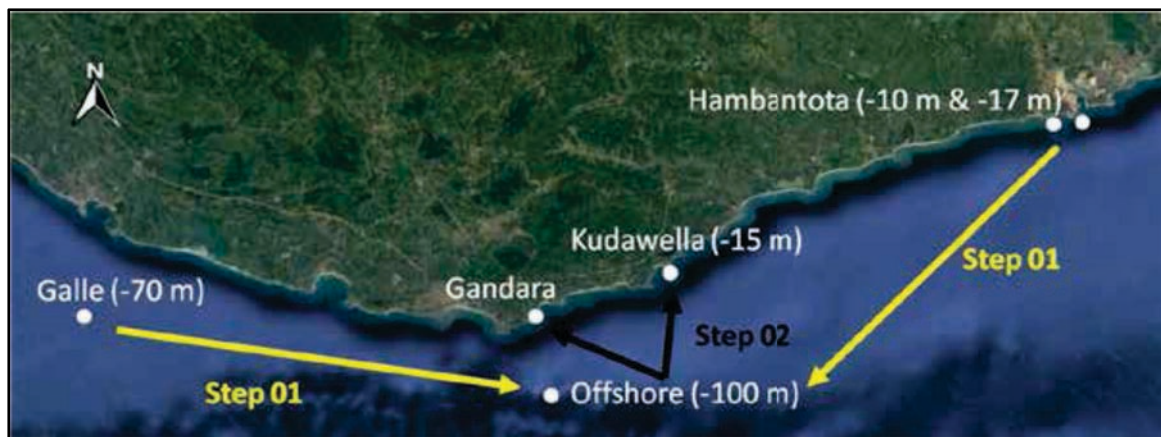 N
Hambantota (-10 m & -17 m)
Kudawella (-15 m)
Step 01
Galle (-70 m)
Gandara
Step 02
Step 01
Offshore (-100 m)